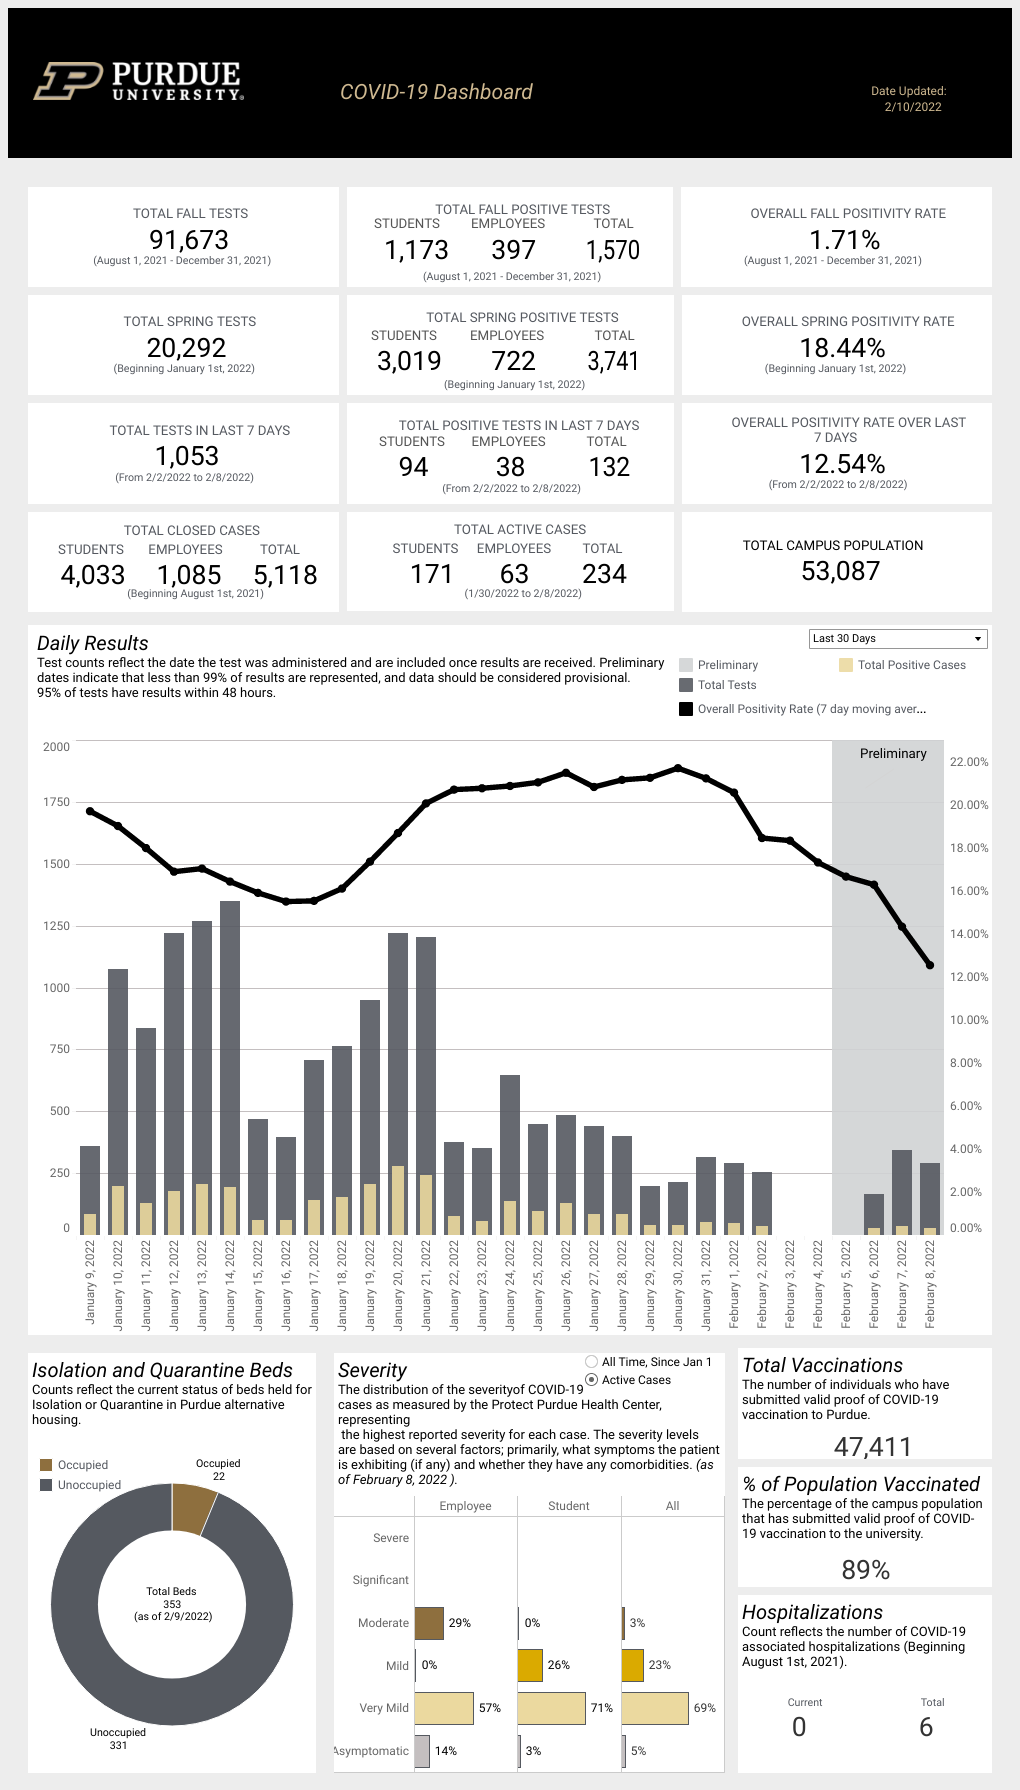 PURDUE
UNIVERSITY®
COVID-19 Dashboard
Date Updated:
2/10/2022
TOTAL FALL TESTS
91,673
(August 1, 2021 - December 31, 2021)
TOTAL FALL POSITIVE TESTS
STUDENTS EMPLOYEES TOTAL
1,173 397 1,570
(August 1, 2021 - December 31, 2021)
OVERALL FALL POSITIVITY RATE
1.71%
(August 1, 2021 - December 31, 2021)
TOTAL SPRING TESTS
20,292
(Beginning January 1st, 2022)
TOTAL SPRING POSITIVE TESTS
STUDENTS EMPLOYEES TOTAL
3,019 722 3,741
(Beginning January 1st, 2022)
OVERALL SPRING POSITIVITY RATE
18.44%
(Beginning January 1st, 2022)
TOTAL TESTS IN LAST 7 DAYS
1,053
(From 2/2/2022 to 2/8/2022)
TOTAL POSITIVE TESTS IN LAST 7 DAYS
STUDENTS EMPLOYEES TOTAL
94 38 132
(From 2/2/2022 to 2/8/2022)
OVERALL POSITIVITY RATE OVER LAST
7 DAYS
12.54%
(From 2/2/2022 to 2/8/2022)
TOTAL CLOSED CASES
STUDENTS EMPLOYEES TOTAL
4,033 1,085 5,118
(Beginning August 1st, 2021)
TOTAL ACTIVE CASES
STUDENTS EMPLOYEES TOTAL
171 63 234
(1/30/2022 to 2/8/2022)
TOTAL CAMPUS POPULATION
53,087
Daily Results
Test counts reflect the date the test was administered and are included once results are received. Preliminary
dates indicate that less than 99% of results are represented, and data should be considered provisional.
95% of tests have results within 48 hours.
Last 30 Days
Preliminary
Total Positive Cases
Total Tests
Overall Positivity Rate (7 day moving aver...
Preliminary
2000
1750
1500
1250
1000
750
500
250
0
22.00%
20.00%
18.00%
16.00%
14.00%
12.00%
10.00%
8.00%
6.00%
4.00%
2.00%
0.00%
January 9, 2022
January 10, 2022
January 11, 2022
January 12, 2022
January 13, 2022
January 14, 2022
January 15, 2022
January 16, 2022
January 17, 2022
January 18, 2022
January 19, 2022
January 20, 2022
January 21, 2022
January 22, 2022
January 23, 2022
January 24, 2022
January 25, 2022
January 26, 2022
January 27, 2022
January 28, 2022
January 29, 2022
January 30, 2022
January 31, 2022
February 1, 2022
February 2, 2022
February 3, 2022
February 4, 2022
February 5, 2022
February 6, 2022
February 7, 2022
February 8, 2022
Isolation and Quarantine Beds
Counts reflect the current status of beds held for
Isolation or Quarantine in Purdue alternative
housing.
Occupied
Unoccupied
Occupied
22
Total Beds
353
(as of 2/9/2022)
Unoccupied
331
Severity
All Time, Since Jan 1
Active Cases
The distribution of the severityof COVID-19
cases as measured by the Protect Purdue Health Center,
representing
the highest reported severity for each case. The severity levels
are based on several factors; primarily, what symptoms the patient
is exhibiting (if any) and whether they have any comorbidities. (as
of February 8, 2022 ).
Employee Student All
Severe
Significant
Moderate 29% 0% 3%
Mild 0% 26% 23%
Very Mild 57% 71% 69%
Asymptomatic 14% 3% 5%
Total Vaccinations
The number of individuals who have
submitted valid proof of COVID-19
vaccination to Purdue.
47,411
% of Population Vaccinated
The percentage of the campus population
that has submitted valid proof of COVID-
19 vaccination to the university.
89%
Hospitalizations
Count reflects the number of COVID-19
associated hospitalizations (Beginning
August 1st, 2021).
Current Total
0 6